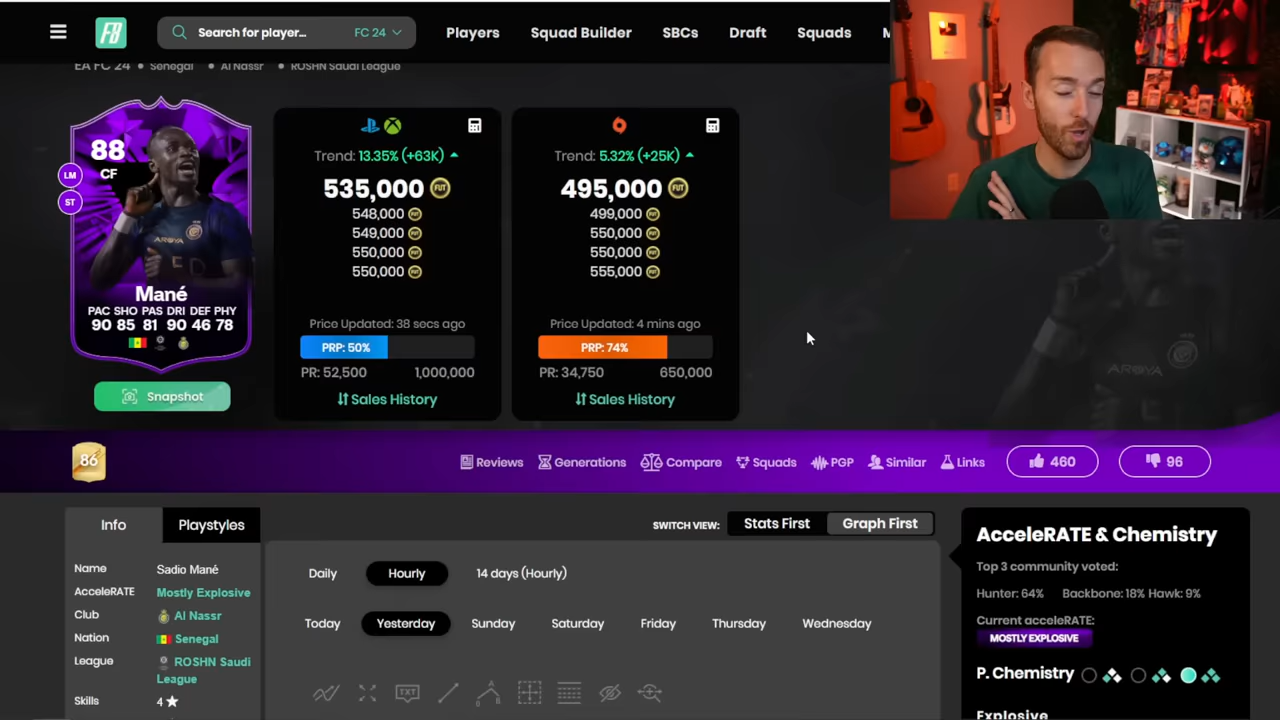 FB
Search for player...
FC 24
Players
Squad Builder
SBCs
Draft
Squads
M
EA FC 24 • Senegal • Al Nassr • ROSHN Saudi League
88
CF
LM
ST
AROYA
Mané
PAC SHO PAS DRI DEF PHY
90 85 81 90 46 78
Snapshot
Trend: 13.35% (+63K)
535,000
FUT
548,000
549,000
550,000
550,000
Price Updated: 38 secs ago
PRP: 50%
PR: 52,500
1,000,000
Sales History
Trend: 5.32% (+25K)
495,000
FUT
499,000
550,000
550,000
555,000
Price Updated: 4 mins ago
PRP: 74%
PR: 34,750
650,000
Sales History
AROYA
86
Reviews
Generations
Compare
Squads
PGP
Similar
Links
460
96
Info
Playstyles
SWITCH VIEW:
Stats First
Graph First
Name
Sadio Mané
AcceleRATE
Mostly Explosive
Club
Al Nassr
Nation
Senegal
League
ROSHN Saudi
League
Skills
4
Daily
Hourly
14 days (Hourly)
Today
Yesterday
Sunday
Saturday
Friday
Thursday
Wednesday
TXT
AcceleRATE & Chemistry
Top 3 community voted:
Hunter: 64%
Backbone: 18%
Hawk: 9%
Current acceleRATE:
MOSTLY EXPLOSIVE
P. Chemistry
Explosive